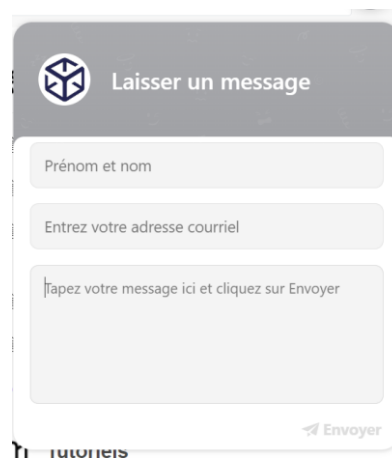 Laisser un message
Prénom et nom
Entrez votre adresse courriel
Tapez votre message ici et cliquez sur Envoyer
Envoyer
Tutoriels